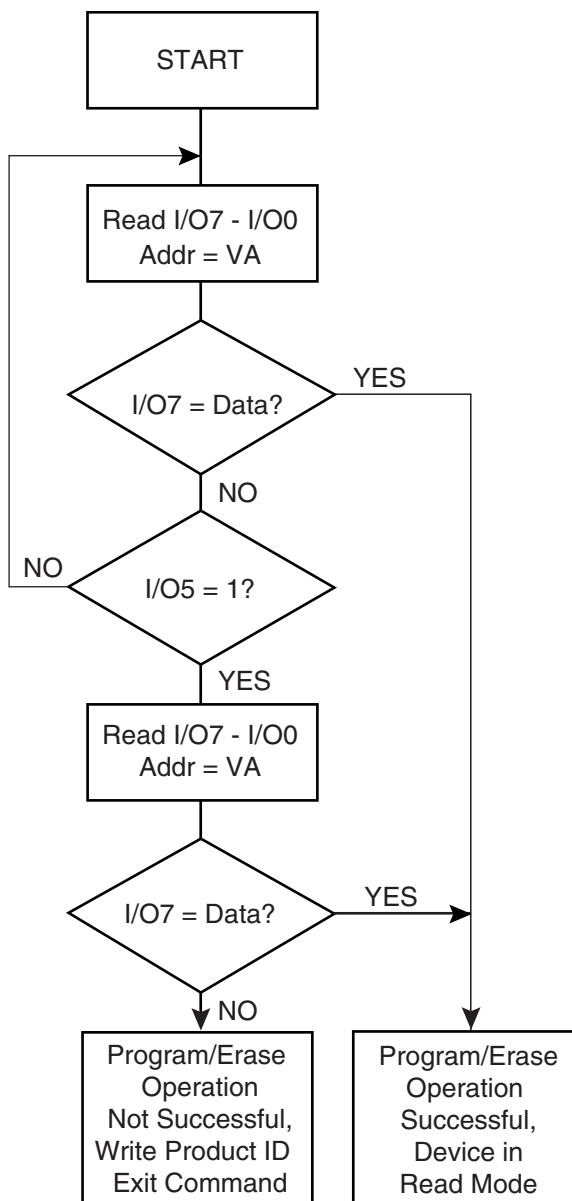 START
Read I/O7 - I/O0
Addr = VA
I/O7 = Data?
YES
NO
NO
I/O5 = 1?
YES
Read I/O7 - I/O0
Addr = VA
I/O7 = Data?
YES
NO
Program/Erase
Operation
Not Successful,
Write Product ID
Exit Command
Program/Erase
Operation
Successful,
Device in
Read Mode